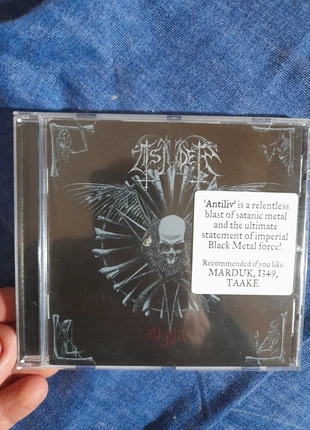 TSJUDER
'Antiliv' is a relentless
blast of satanic metal
and the ultimate
statement of imperial
Black Metal force!
Recommended if you like:
MARDUK, 1349,
TAAKE